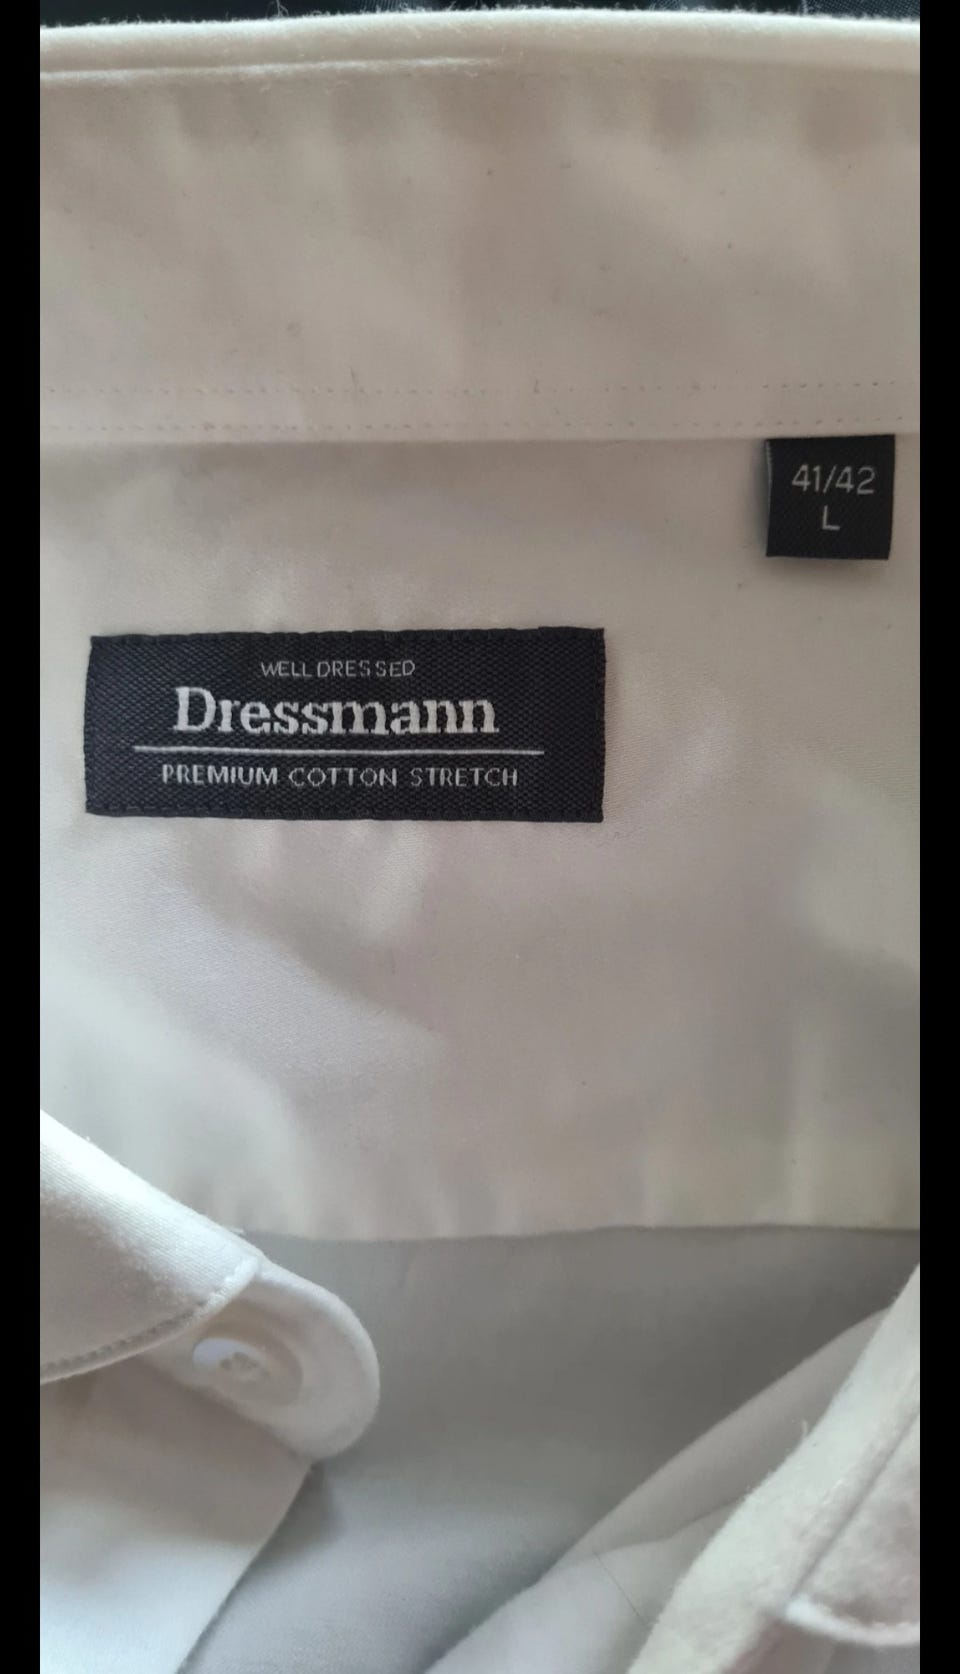 41/42
L
WELL DRESSED
Dressmann
PREMIUM COTTON STRETCH